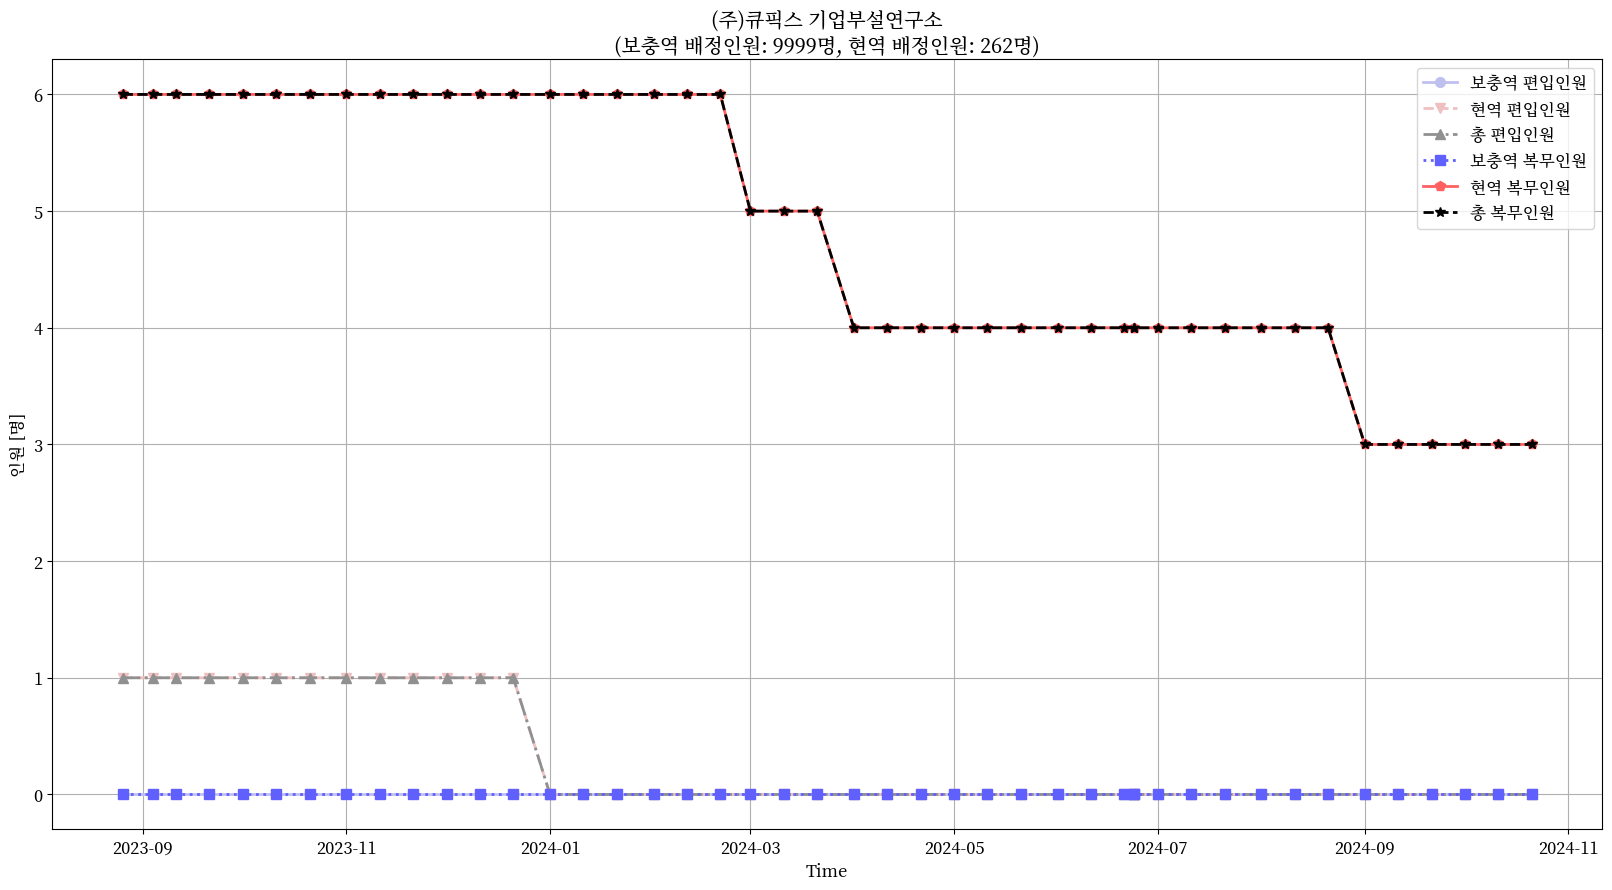 (주)큐픽스 기업부설연구소
(보충역 배정인원: 9999명, 현역 배정인원: 262명)
보충역 편입인원
현역 편입인원
총 편입인원
보충역 복무인원
현역 복무인원
총 복무인원
6
5
4
3
2
1
0
인원 [명]
2023-09 2023-11 2024-01 2024-03 2024-05 2024-07 2024-09 2024-11
Time